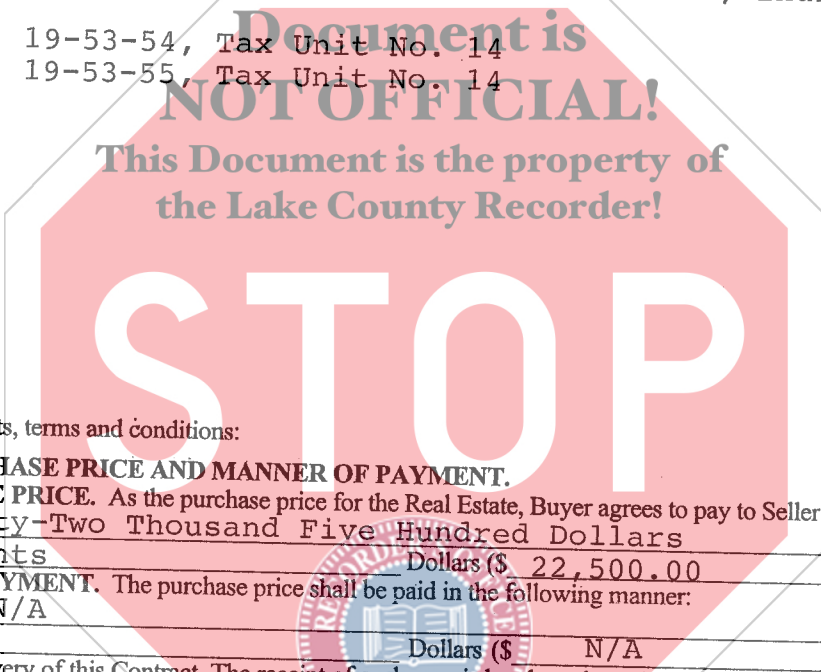 19-53-54, Tax Unit No. 14
19-53-55, Tax Unit No. 14
Document is
NOT OFFICIAL!
This Document is the property of
the Lake County Recorder!
STOP
ts, terms and conditions:
HASE PRICE AND MANNER OF PAYMENT.
PRICE. As the purchase price for the Real Estate, Buyer agrees to pay to Seller
ty-Two Thousand Five Hundred Dollars
nts Dollars ($ 22,500.00
YMENT. The purchase price shall be paid in the following manner:
N/A
Dollars ($ N/A